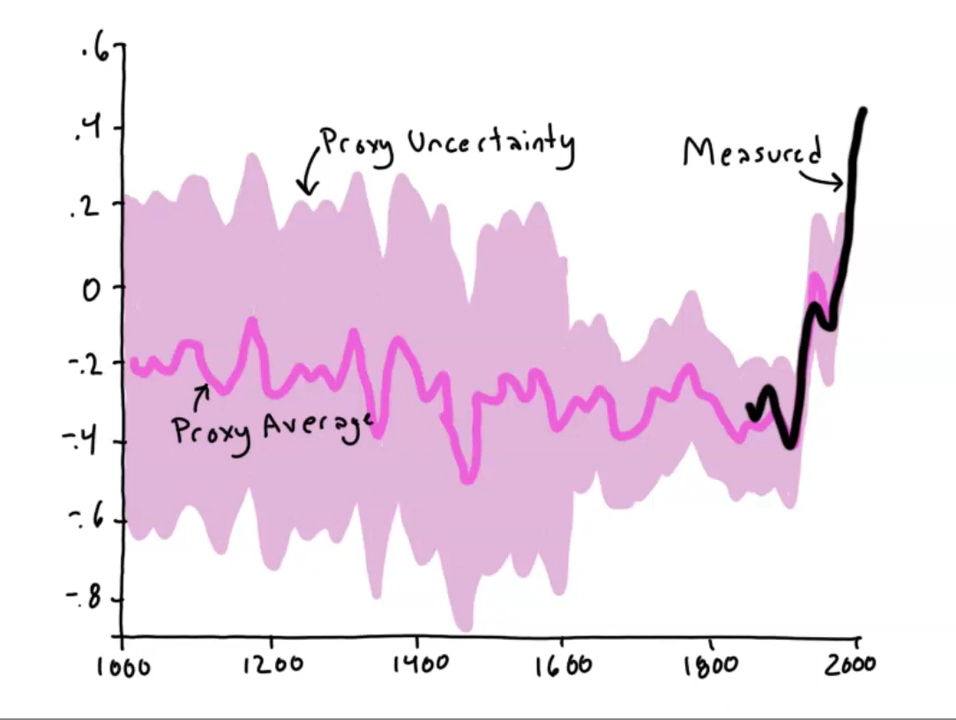 .6
.4
.2
0
-.2
-.4
-.6
-.8
Proxy Uncertainty
Measured
Proxy Average
1000 1200 1400 1600 1800 2000